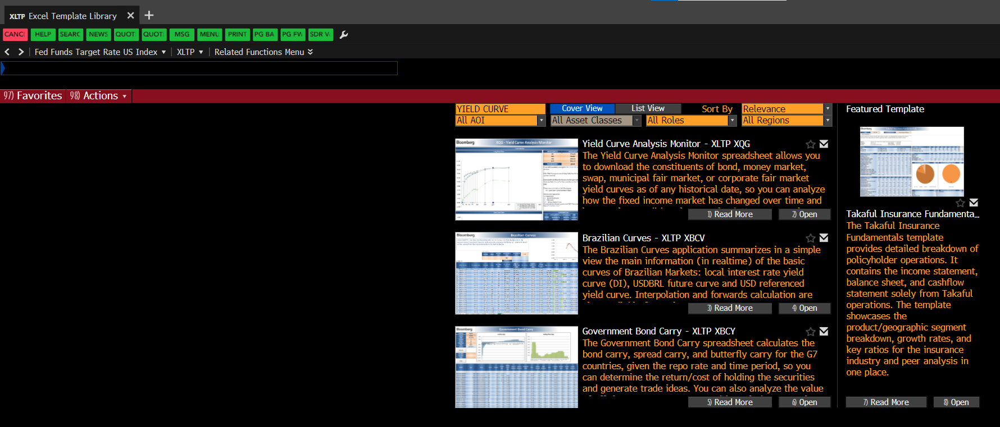 XLTP Excel Template Library
CANC HELP SEARC NEWS QUOT QUOT MSG MENU PRINT PG BA PG FW SDR V
Fed Funds Target Rate US Index XLTP Related Functions Menu
97) Favorites 98) Actions
YIELD CURVE Cover View List View Sort By Relevance
All AOI All Asset Classes All Roles All Regions
Bloomberg XQG - Yield Curve Analysis Monitor
Yield Curve Analysis Monitor - XLTP XQG
The Yield Curve Analysis Monitor spreadsheet allows you
to download the constituents of bond, money market,
swap, municipal fair market, or corporate fair market
yield curves as of any historical date, so you can analyze
how the fixed income market has changed over time and
1) Read More 2) Open
Bloomberg Brazilian Curves
Brazilian Curves - XLTP XBCV
The Brazilian Curves application summarizes in a simple
view the main information (in realtime) of the basic
curves of Brazilian Markets: local interest rate yield
curve (DI), USDBRL future curve and USD referenced
yield curve. Interpolation and forwards calculation are
3) Read More 4) Open
Bloomberg Government Bond Carry
Government Bond Carry - XLTP XBCY
The Government Bond Carry spreadsheet calculates the
bond carry, spread carry, and butterfly carry for the G7
countries, given the repo rate and time period, so you
can determine the return/cost of holding the securities
and generate trade ideas. You can also analyze the value
5) Read More 6) Open
Featured Template
Takaful Insurance Fundamenta...
The Takaful Insurance
Fundamentals template
provides detailed breakdown of
policyholder operations. It
contains the income statement,
balance sheet, and cashflow
statement solely from Takaful
operations. The template
showcases the
product/geographic segment
breakdown, growth rates, and
key ratios for the insurance
industry and peer analysis in
one place.
7) Read More 8) Open